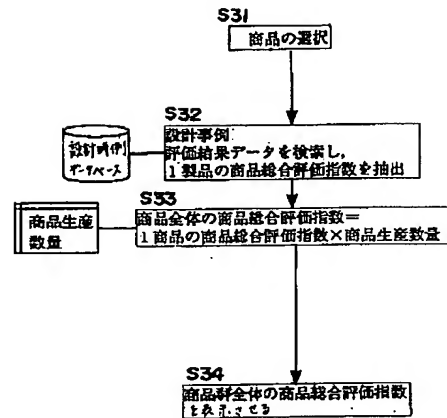 S31
商品の選択
S32
設計事例
評価結果データを検索し，
１製品の商品総合評価指数を抽出
設計事例
データベース
S33
商品全体の商品総合評価指数＝
１商品の商品総合評価指数×商品生産数量
商品生産
数量
S34
商品群全体の商品総合評価指数
を表示させる